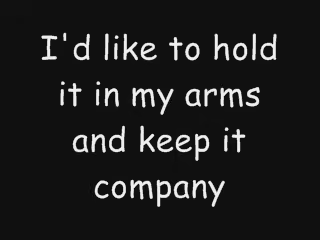 I'd like to hold
it in my arms
and keep it
company